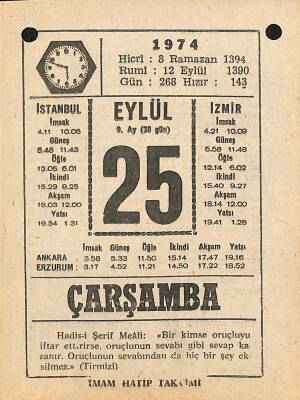 1974
Hicrî : 8 Ramazan 1394
Rumî : 12 Eylül 1390
Gün : 268 Hızır : 143
İSTANBUL
İmsak
4.11 10.06
Güneş
5.48 11.43
Öğle
12.05 6.01
İkindi
15.29 9.25
Akşam
18.03 12.00
Yatsı
19.34 1.31
EYLÜL
9. Ay (30 gün)
25
İZMİR
İmsak
4.21 10.09
Güneş
5.58 11.45
Öğle
12.14 6.02
İkindi
15.40 9.27
Akşam
18.14 12.00
Yatsı
19.41 1.28
İmsak Güneş Öğle İkindi Akşam Yatsı
ANKARA : 3.58 5.33 11.50 15.14 17.47 19.16
ERZURUM : 3.17 4.52 11.21 14.50 17.22 18.52
ÇARŞAMBA
Hadis-i Şerif Meâli: «Bir kimse oruçluyu
iftar ettirirse, oruçlunun sevabı gibi sevap ka-
zanır. Oruçlunun sevabından da hiç bir şey ek-
silmez.» (Tirmizî)
İMAM HATİP TAKVİMİ